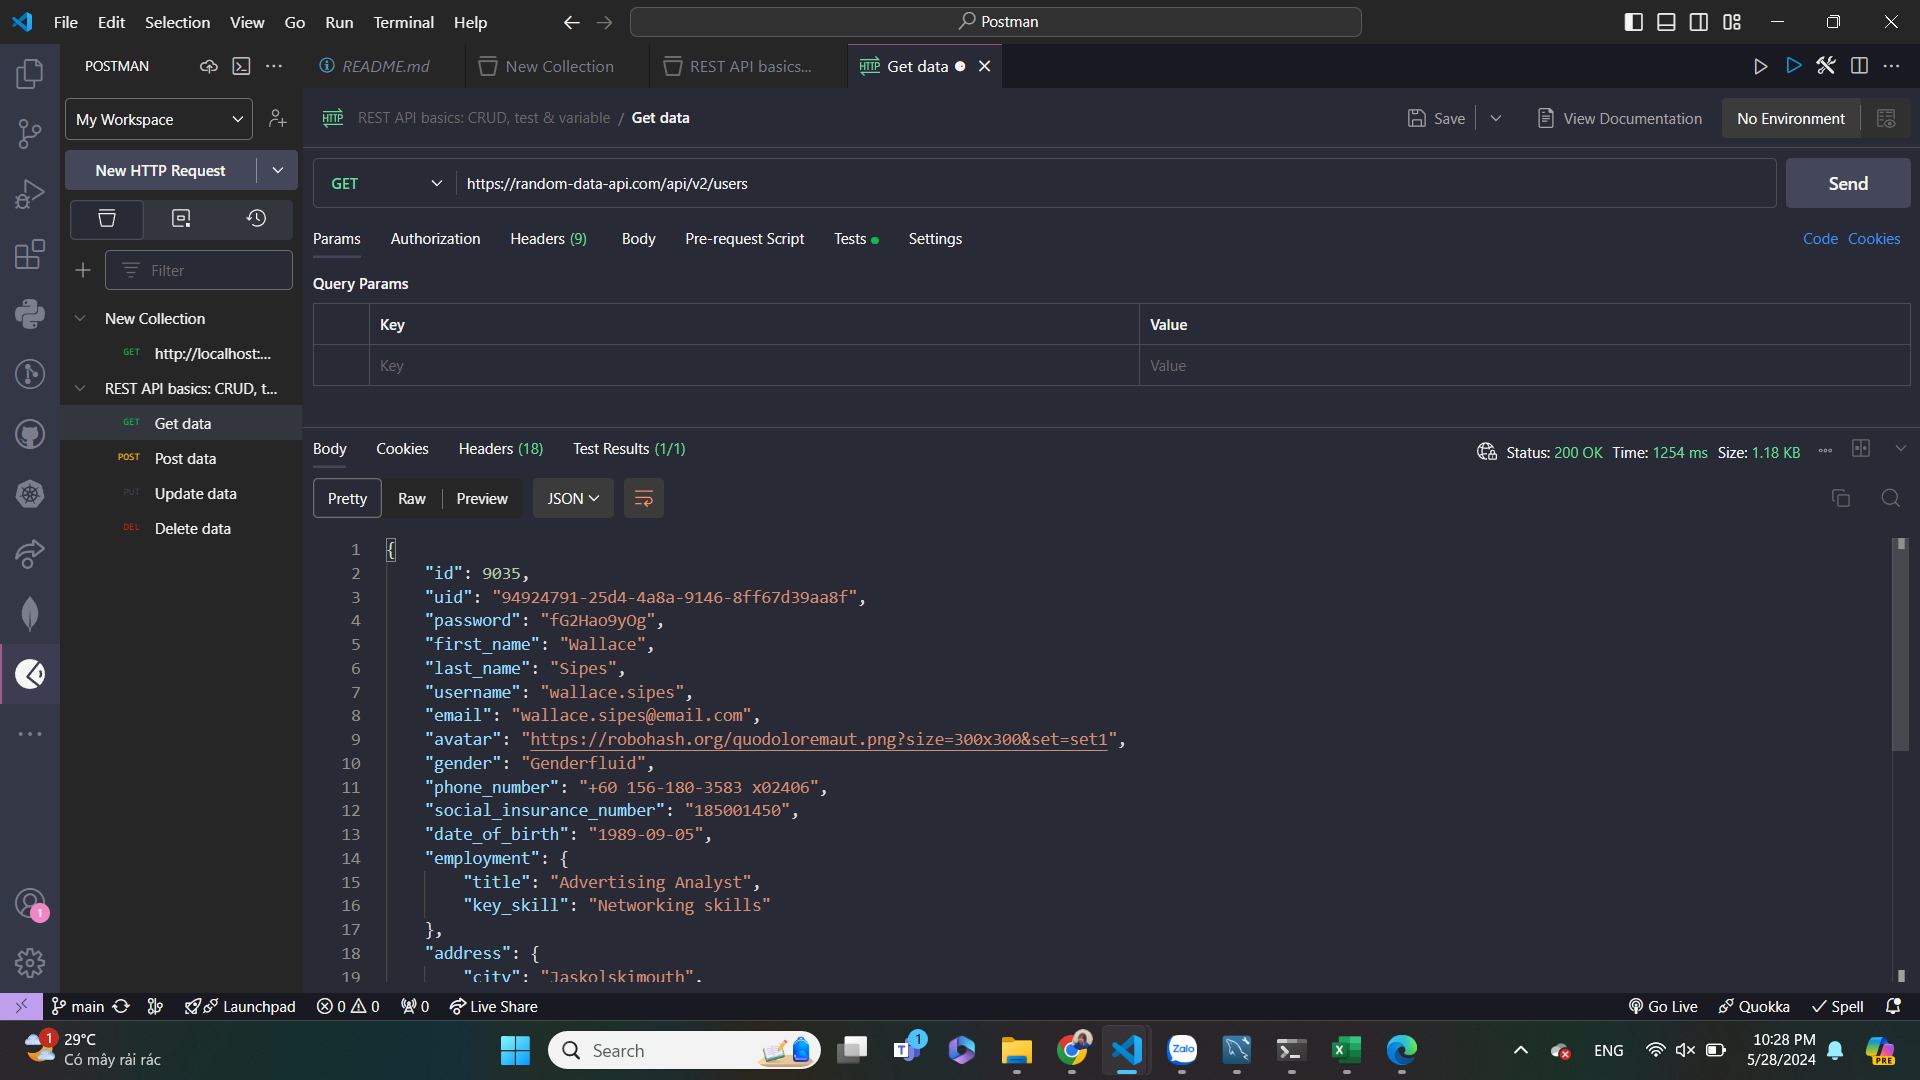 File Edit Selection View Go Run Terminal Help
Postman
POSTMAN
README.md
New Collection
REST API basics...
HTTP Get data
My Workspace
HTTP REST API basics: CRUD, test & variable / Get data
Save
View Documentation
No Environment
New HTTP Request
GET
https://random-data-api.com/api/v2/users
Send
Params Authorization Headers (9) Body Pre-request Script Tests Settings
Code Cookies
Filter
Query Params
Key Value
Key Value
New Collection
GET http://localhost:...
REST API basics: CRUD, t...
GET Get data
POST Post data
PUT Update data
DEL Delete data
Body Cookies Headers (18) Test Results (1/1)
Status: 200 OK Time: 1254 ms Size: 1.18 KB
Pretty Raw Preview JSON
1 {
2 "id": 9035,
3 "uid": "94924791-25d4-4a8a-9146-8ff67d39aa8f",
4 "password": "fG2Hao9yOg",
5 "first_name": "Wallace",
6 "last_name": "Sipes",
7 "username": "wallace.sipes",
8 "email": "wallace.sipes@email.com",
9 "avatar": "https://robohash.org/quodoloremaut.png?size=300x300&set=set1",
10 "gender": "Genderfluid",
11 "phone_number": "+60 156-180-3583 x02406",
12 "social_insurance_number": "185001450",
13 "date_of_birth": "1989-09-05",
14 "employment": {
15 "title": "Advertising Analyst",
16 "key_skill": "Networking skills"
17 },
18 "address": {
19 "city": "Jaskolskimouth",
1
main
Launchpad
0 0
0
Live Share
Go Live
Quokka
Spell
1
29°C
Có mây rải rác
Search
T
1
Zalo
ENG
10:28 PM
5/28/2024
PRE